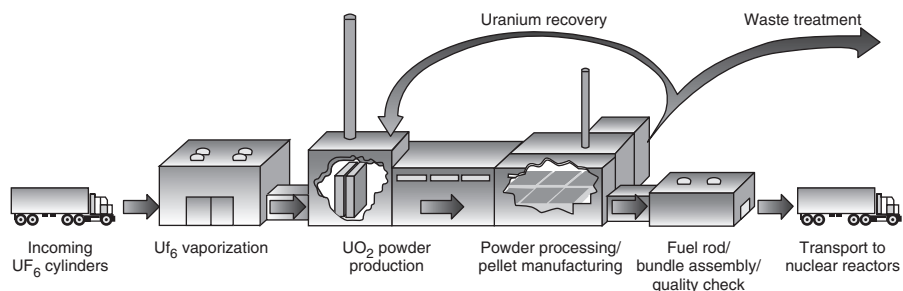 Uranium recovery
Waste treatment
Incoming
UF6 cylinders
Uf6 vaporization
UO2 powder
production
Powder processing/
pellet manufacturing
Fuel rod/
bundle assembly/
quality check
Transport to
nuclear reactors